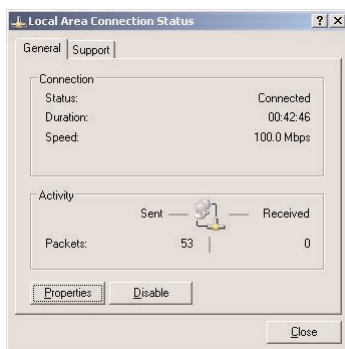 Local Area Connection Status
General Support
Connection
Status: Connected
Duration: 00:42:46
Speed: 100.0 Mbps
Activity
Sent Received
Packets: 53 0
Properties Disable
Close